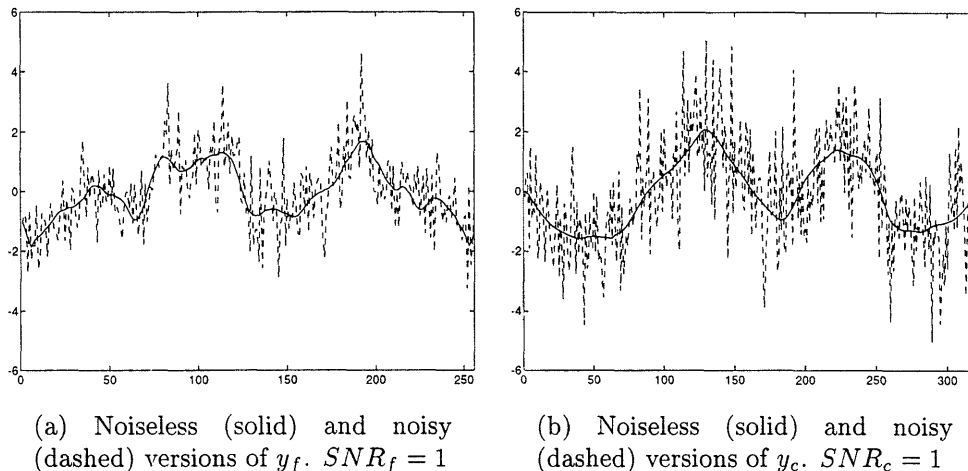 6
4
2
0
-2
-4
-6
0 50 100 150 200 250
6
4
2
0
-2
-4
-6
0 50 100 150 200 250 300
(a) Noiseless (solid) and noisy
(dashed) versions of y_f. SNR_f = 1
(b) Noiseless (solid) and noisy
(dashed) versions of y_c. SNR_c = 1